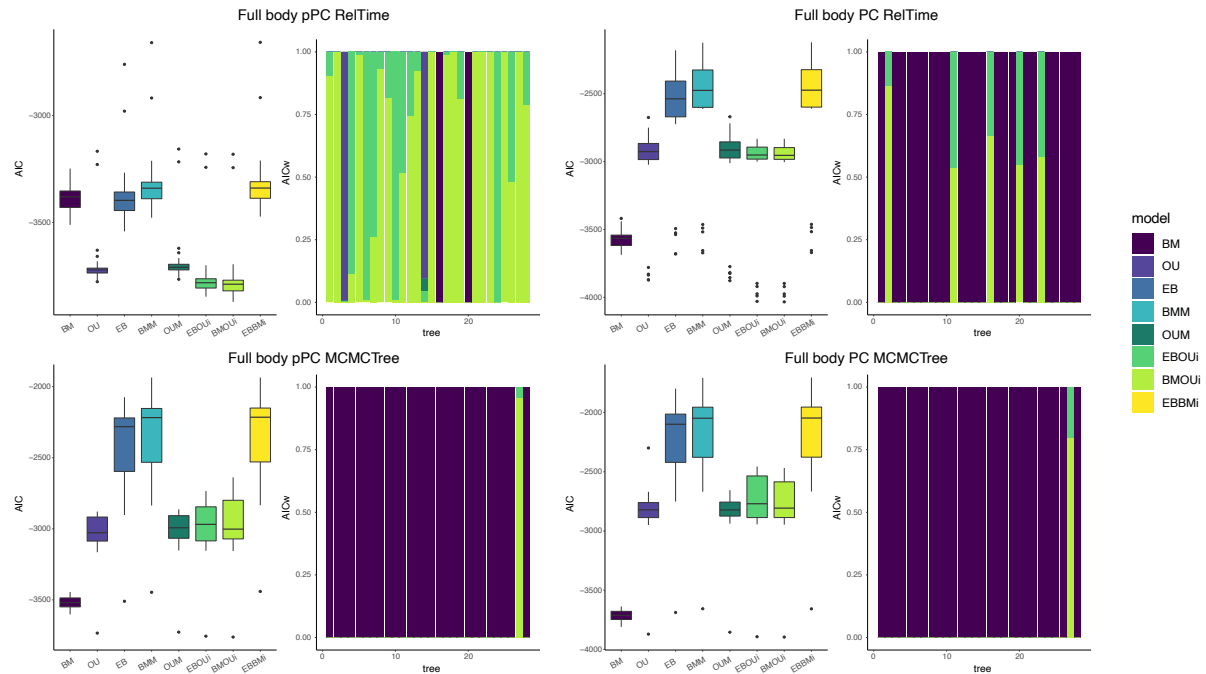 Full body pPC RelTime
AIC
-3000
-3500
BM
OU
EB
BMM
OUM
EBOUi
BMOUi
EBBMi
AICw
1.00
0.75
0.50
0.25
0.00
0
10
20
tree
Full body PC RelTime
AIC
-2500
-3000
-3500
-4000
BM
OU
EB
BMM
OUM
EBOUi
BMOUi
EBBMi
AICw
1.00
0.75
0.50
0.25
0.00
0
10
20
tree
Full body pPC MCMCTree
AIC
-2000
-2500
-3000
-3500
BM
OU
EB
BMM
OUM
EBOUi
BMOUi
EBBMi
AICw
1.00
0.75
0.50
0.25
0.00
0
10
20
tree
Full body PC MCMCTree
AIC
-2000
-2500
-3000
-3500
-4000
BM
OU
EB
BMM
OUM
EBOUi
BMOUi
EBBMi
AICw
1.00
0.75
0.50
0.25
0.00
0
10
20
tree
model
BM
OU
EB
BMM
OUM
EBOUi
BMOUi
EBBMi